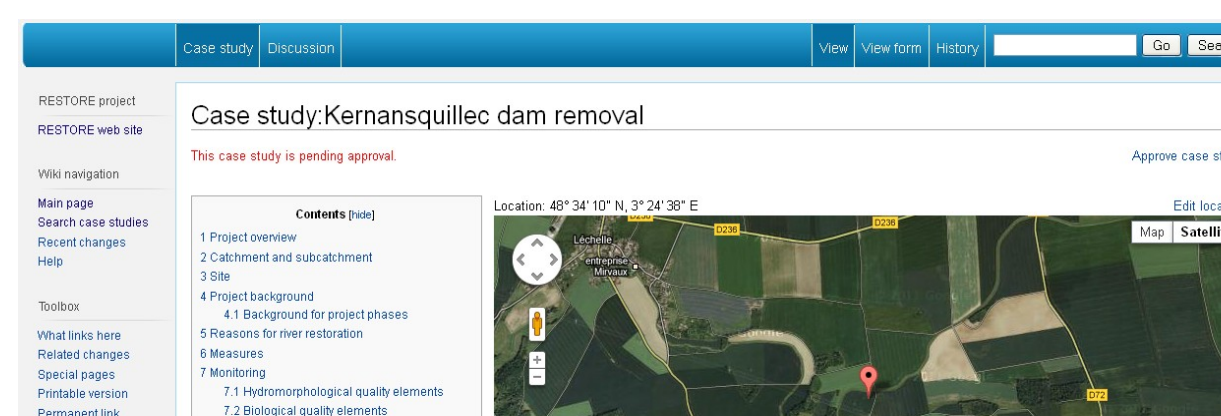 Case study Discussion View View form History Go
RESTORE project
RESTORE web site
Case study:Kernansquillec dam removal
This case study is pending approval.
Approve case
Wiki navigation
Main page
Search case studies
Recent changes
Help
Toolbox
What links here
Related changes
Special pages
Printable version
Permanent link
Contents [hide]
1 Project overview
2 Catchment and subcatchment
3 Site
4 Project background
4.1 Background for project phases
5 Reasons for river restoration
6 Measures
7 Monitoring
7.1 Hydromorphological quality elements
7.2 Biological quality elements
Location: 48° 34' 10" N, 3° 24' 38" E
Edit
D236
D236
D236
Map
Léchelle
entreprise
Mirvaux
D72